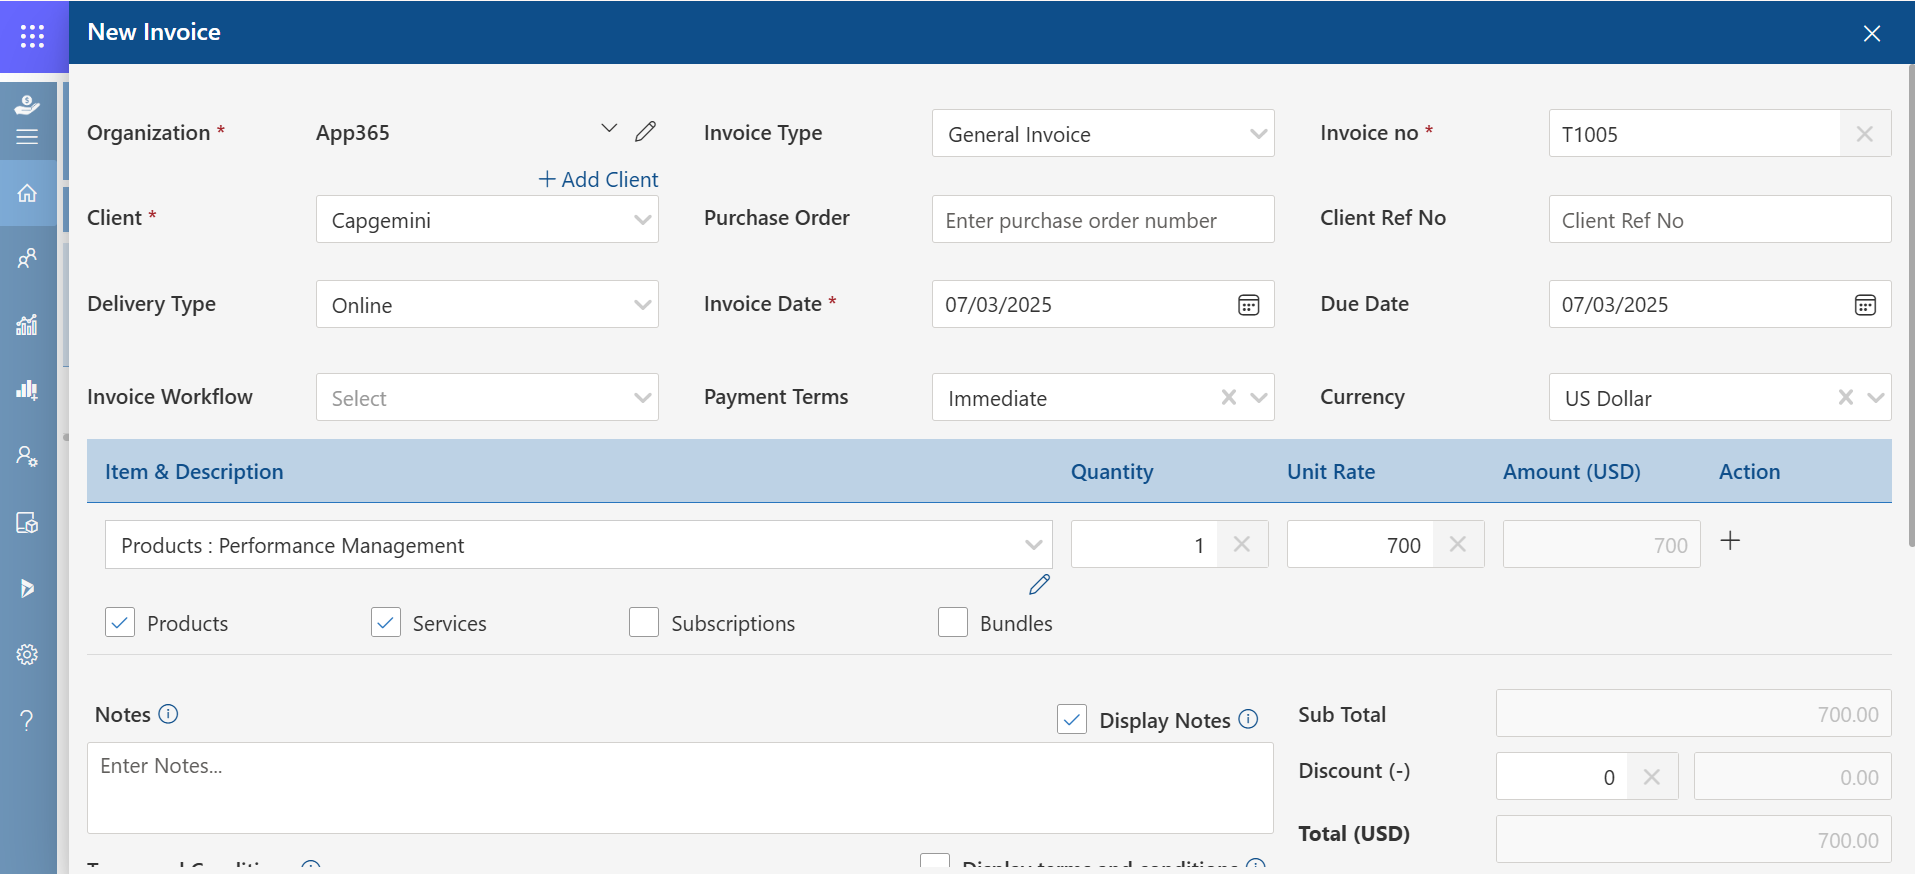 New Invoice
Organization * App365 Invoice Type General Invoice Invoice no * T1005
+ Add Client
Client * Capgemini Purchase Order Enter purchase order number Client Ref No Client Ref No
Delivery Type Online Invoice Date * 07/03/2025 Due Date 07/03/2025
Invoice Workflow Select Payment Terms Immediate Currency US Dollar
Item & Description Quantity Unit Rate Amount (USD) Action
Products : Performance Management 1 700 700
Products Services Subscriptions Bundles
Notes Display Notes Sub Total 700.00
Enter Notes... Discount (-) 0 0.00
Total (USD) 700.00
Display terms and conditions